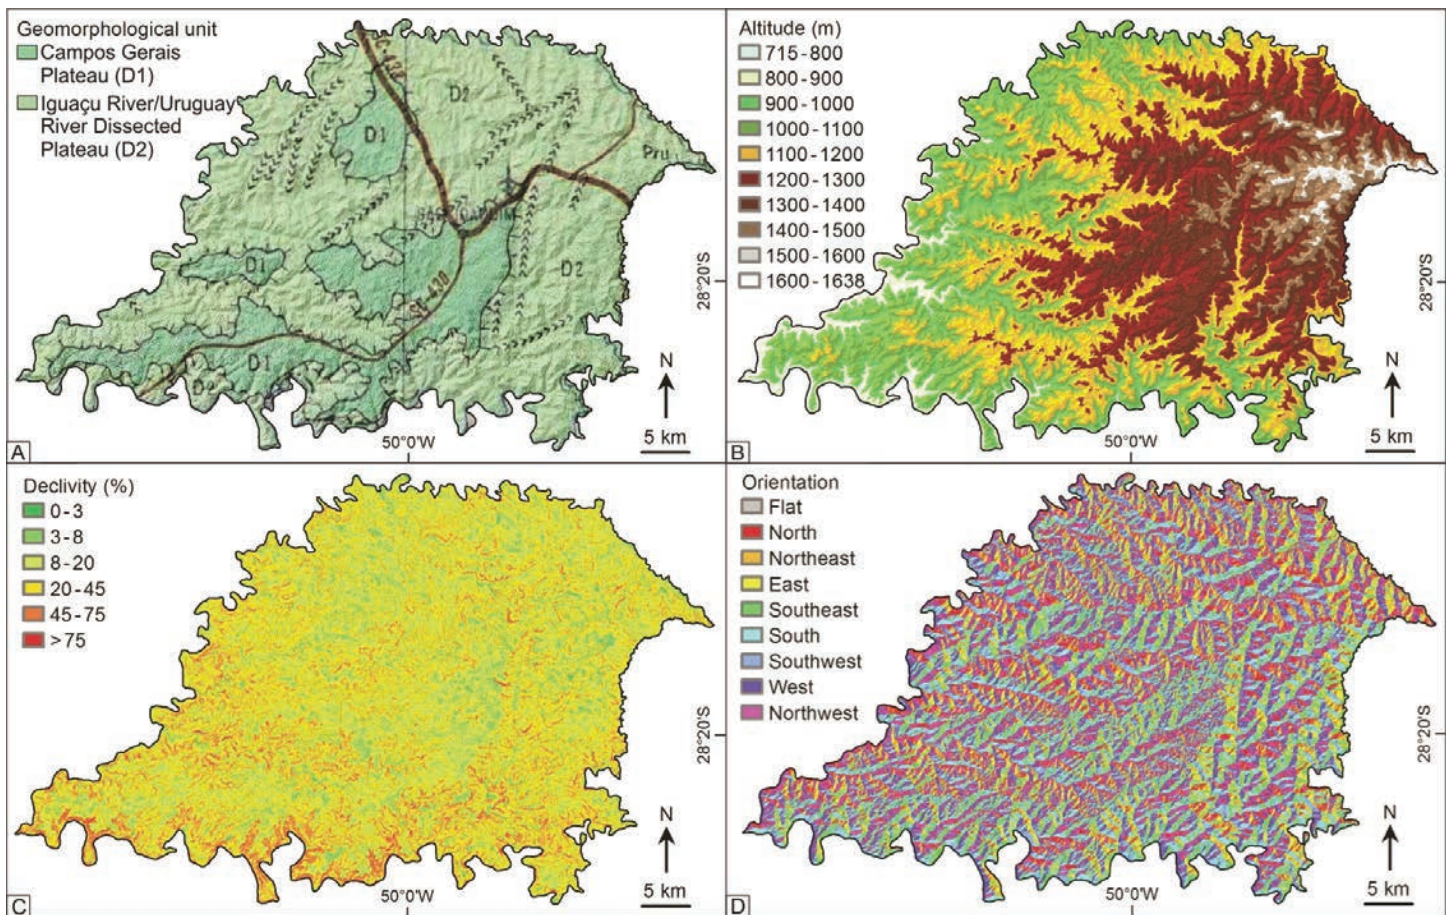 Geomorphological unit
Campos Gerais
Plateau (D1)
Iguaçu River/Uruguay
River Dissected
Plateau (D2)
D2
D1
Pru
D1
D2
SC-430
D1
D2
N
5 km
50°0'W
28°20'S
A
Altitude (m)
715-800
800-900
900-1000
1000-1100
1100-1200
1200-1300
1300-1400
1400-1500
1500-1600
1600-1638
28°20'S
N
5 km
50°0'W
B
Declivity (%)
0-3
3-8
8-20
20-45
45-75
>75
28°20'S
N
5 km
50°0'W
C
Orientation
Flat
North
Northeast
East
Southeast
South
Southwest
West
Northwest
28°20'S
N
5 km
50°0'W
D